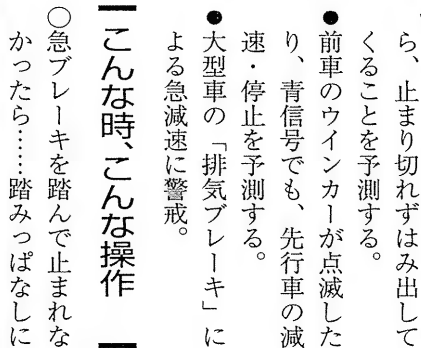 ら、止まり切れずはみ出して
くることを予測する。
●前車のウインカーが点滅した
り、青信号でも、先行車の減
速・停止を予測する。
●大型車の「排気ブレーキ」に
よる急減速に警戒。
こんな時、こんな操作
○急ブレーキを踏んで止まれな
かったら……踏みっぱなしに